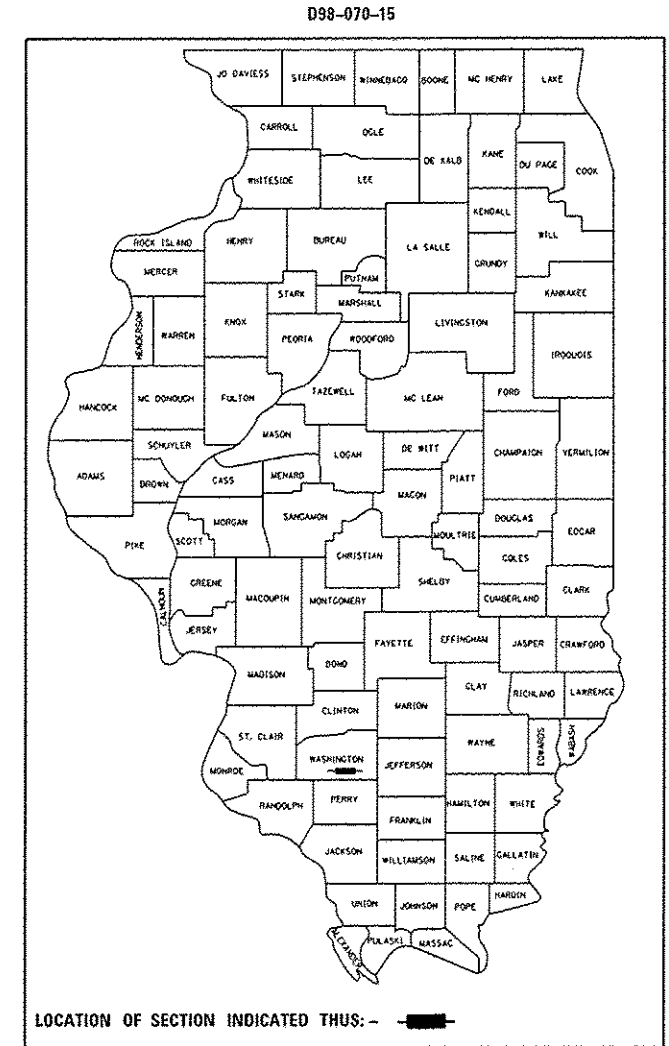 D98-070-15
JO DAVIESS STEPHENSON WINNEBAGO BOONE MC HENRY LAKE
CARROLL OGLE DE KALB KANE DU PAGE COOK
WHITESIDE LEE KENDALL WILL
ROCK ISLAND HENRY BUREAU LA SALLE GRUNDY
MERCER STARK PUTNAM MARSHALL KANKAKEE
HENDERSON WARREN KNOX PEORIA WOODFORD LIVINGSTON IROQUOIS
HANCOCK MC DONOUGH FULTON TAZEWELL MC LEAN FORD
SCHUYLER MASON LOGAN DE WITT CHAMPAIGN VERMILION
ADAMS BROWN CASS MENARD MACON PIATT
PIKE SCOTT MORGAN SANGAMON CHRISTIAN MOULTRIE DOUGLAS EDGAR
COLES
CALHOUN GREENE MACOUPIN MONTGOMERY SHELBY CUMBERLAND CLARK
JERSEY FAYETTE EFFINGHAM JASPER CRAWFORD
MADISON BOND CLAY RICHLAND LAWRENCE
CLINTON MARION
ST. CLAIR WAYNE EDWARDS WABASH
MONROE WASHINGTON JEFFERSON
RANDOLPH PERRY HAMILTON WHITE
FRANKLIN
JACKSON WILLIAMSON SALINE GALLATIN
UNION JOHNSON POPE HARDIN
ALEXANDER PULASKI MASSAC
LOCATION OF SECTION INDICATED THUS:-